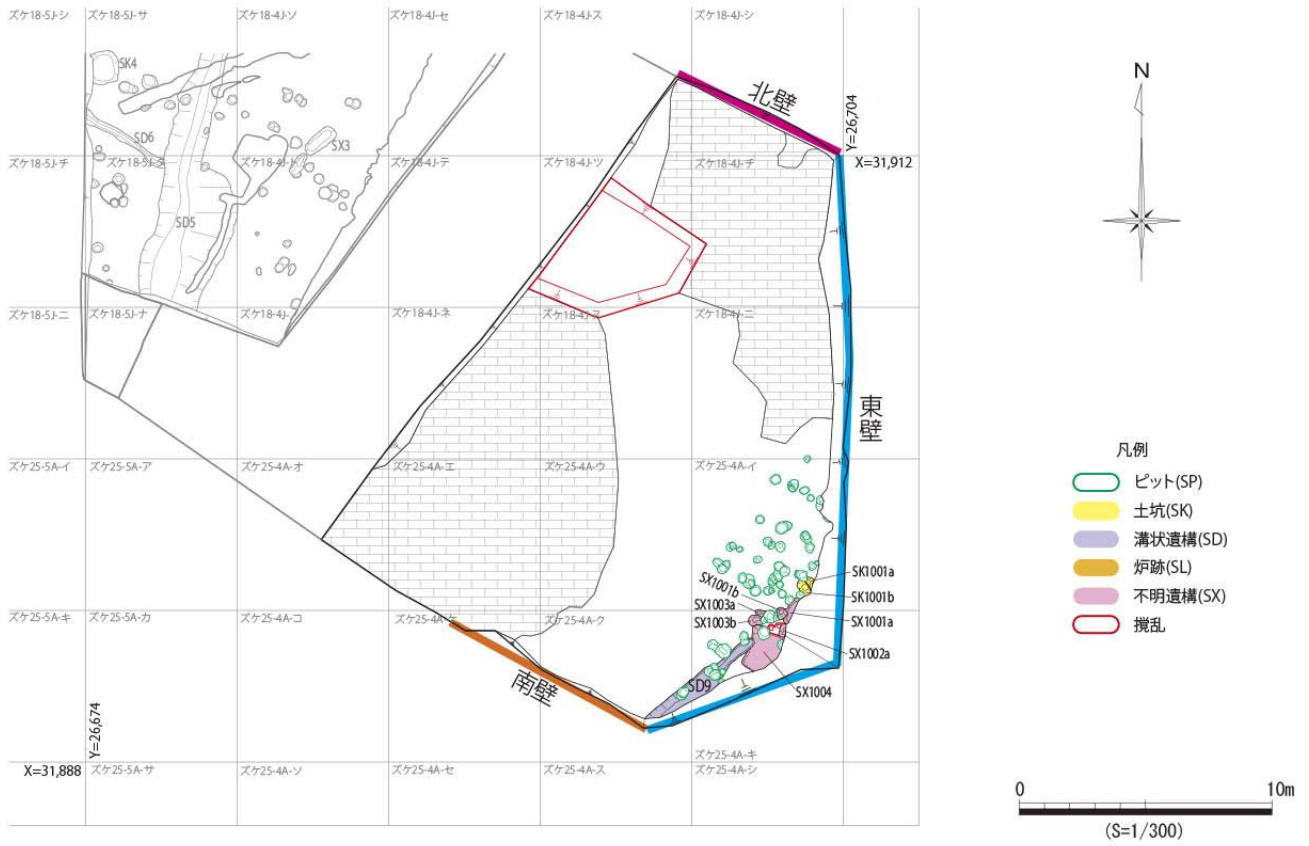 ズケ18-5J-シ ズケ18-5J-サ ズケ18-4J-ソ ズケ18-4J-セ ズケ18-4J-ス ズケ18-4J-シ
SK4
SD6
SX3
SD5
北壁
Y=26,704
X=31,912
N
ズケ18-5J-チ ズケ18-5J-タ ズケ18-4J-ト ズケ18-4J-テ ズケ18-4J-ツ ズケ18-4J-チ
ズケ18-5J-ニ ズケ18-5J-ナ ズケ18-4J- ズケ18-4J-ネ ズケ18-4J-ヌ ズケ18-4J-ニ
東壁
ズケ25-5A-イ ズケ25-5A-ア ズケ25-4A-オ ズケ25-4A-エ ズケ25-4A-ウ ズケ25-4A-イ
SK1001a
SK1001b
SX1001b
SX1003a
SX1003b
SX1001a
SX1002a
SX1004
ズケ25-5A-キ ズケ25-5A-カ ズケ25-4A-コ ズケ25-4A-ケ ズケ25-4A-ク
SD9
南壁
Y=26,674
ズケ25-4A-キ
X=31,888
ズケ25-5A-サ ズケ25-4A-ソ ズケ25-4A-セ ズケ25-4A-ス ズケ25-4A-シ
凡例
ピット(SP)
土坑(SK)
溝状遺構(SD)
炉跡(SL)
不明遺構(SX)
撹乱
0 10m
(S=1/300)